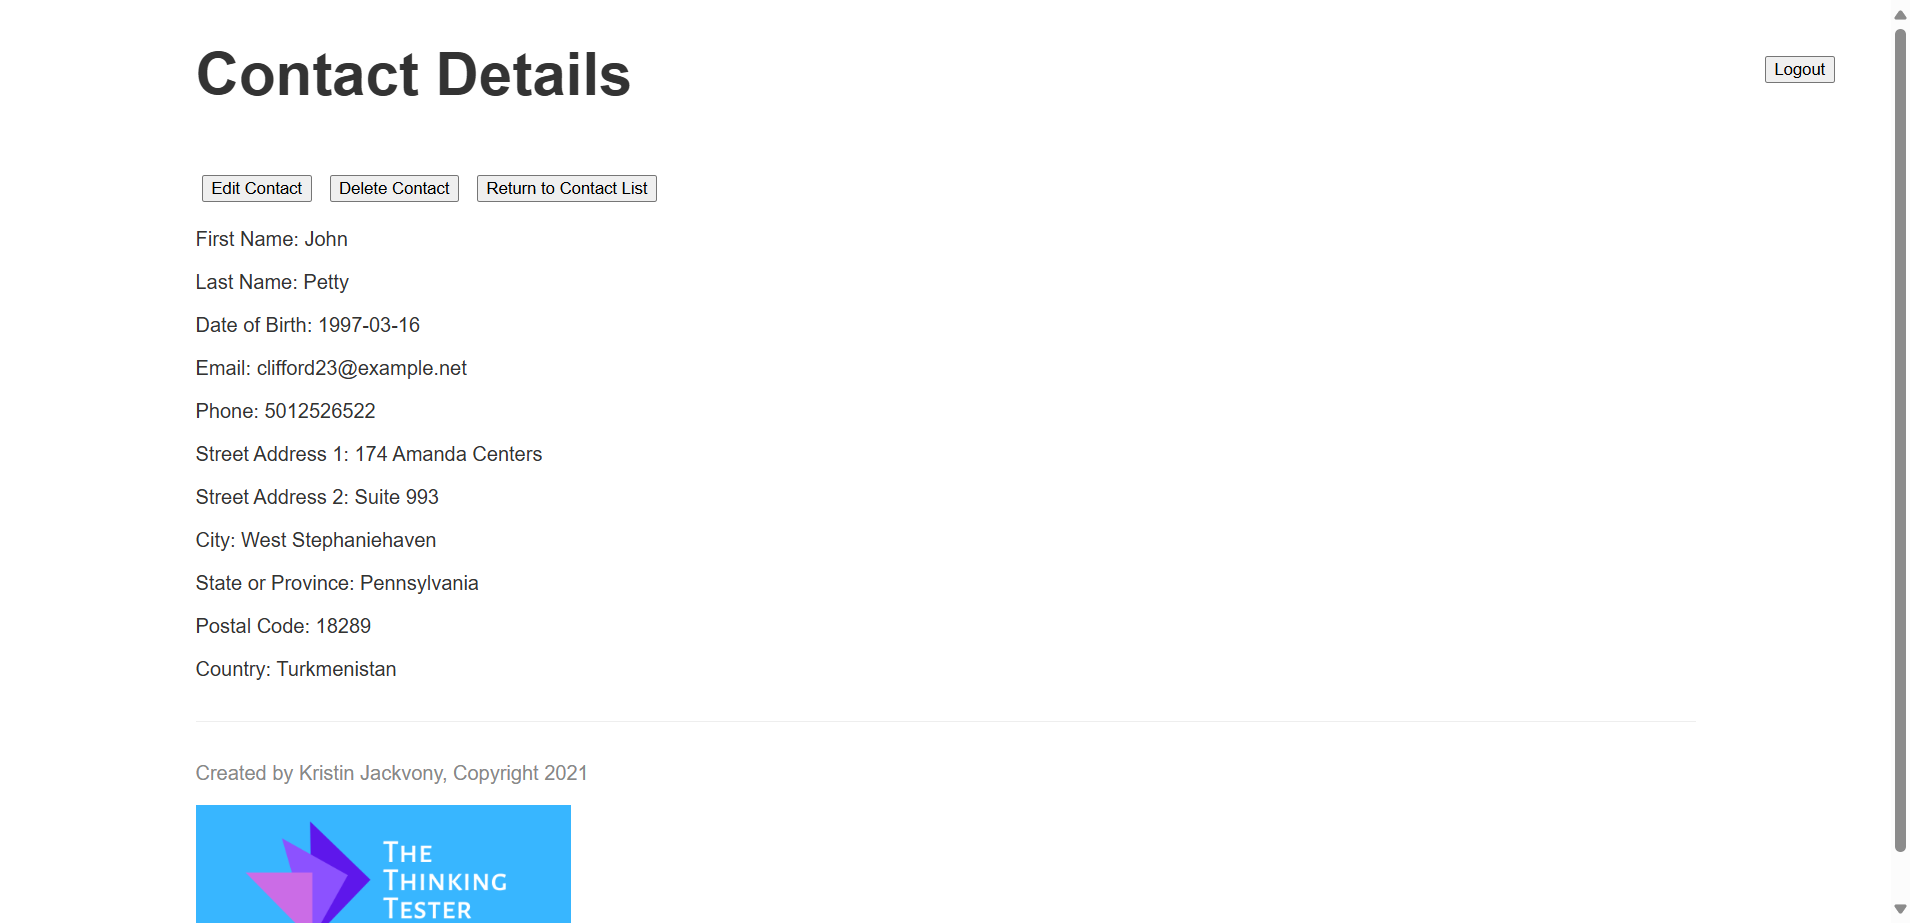 Contact Details
Logout
Edit Contact Delete Contact Return to Contact List
First Name: John
Last Name: Petty
Date of Birth: 1997-03-16
Email: clifford23@example.net
Phone: 5012526522
Street Address 1: 174 Amanda Centers
Street Address 2: Suite 993
City: West Stephaniehaven
State or Province: Pennsylvania
Postal Code: 18289
Country: Turkmenistan
Created by Kristin Jackvony, Copyright 2021
THE
THINKING
TESTER